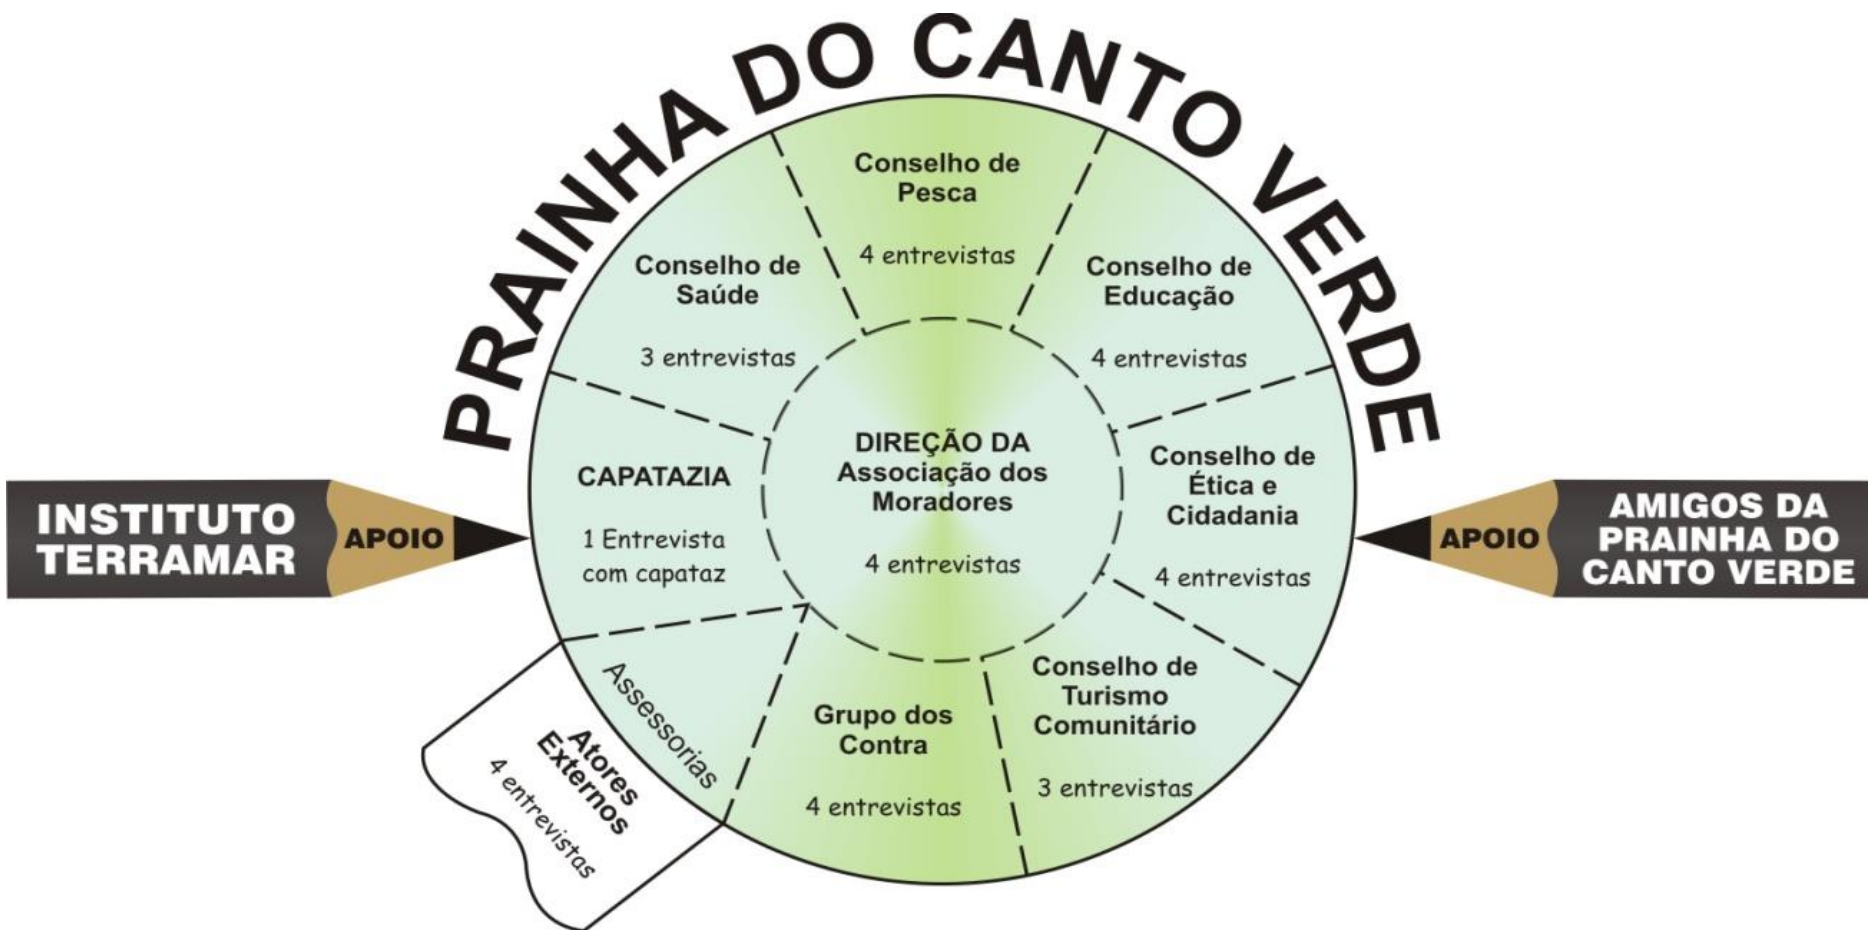 PRAINHA DO CANTO VERDE
Conselho de
Pesca
4 entrevistas
Conselho de
Saúde
3 entrevistas
Conselho de
Educação
4 entrevistas
CAPATAZIA
1 Entrevista
com capataz
DIREÇÃO DA
Associação dos
Moradores
4 entrevistas
Conselho de
Ética e
Cidadania
4 entrevistas
INSTITUTO
TERRAMAR
APOIO
APOIO
AMIGOS DA
PRAINHA DO
CANTO VERDE
Assessorias
Atores
Externos
4 entrevistas
Grupo dos
Contra
4 entrevistas
Conselho de
Turismo
Comunitário
3 entrevistas